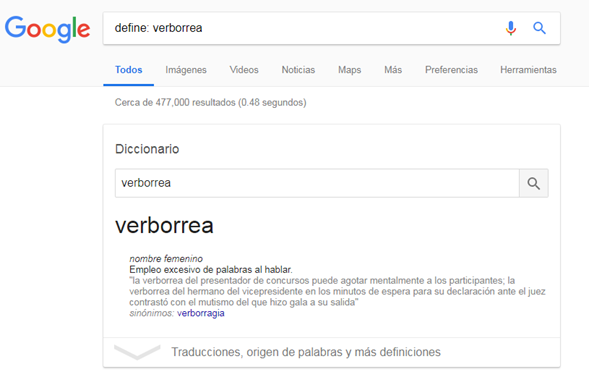 Google
define: verborrea
Todos Imágenes Videos Noticias Maps Más Preferencias Herramientas
Cerca de 477,000 resultados (0.48 segundos)
Diccionario
verborrea
verborrea
nombre femenino
Empleo excesivo de palabras al hablar.
"la verborrea del presentador de concursos puede agotar mentalmente a los participantes; la
verborrea del hermano del vicepresidente en los minutos de espera para su declaración ante el juez
contrastó con el mutismo del que hizo gala a su salida"
sinónimos: verborragia
Traducciones, origen de palabras y más definiciones